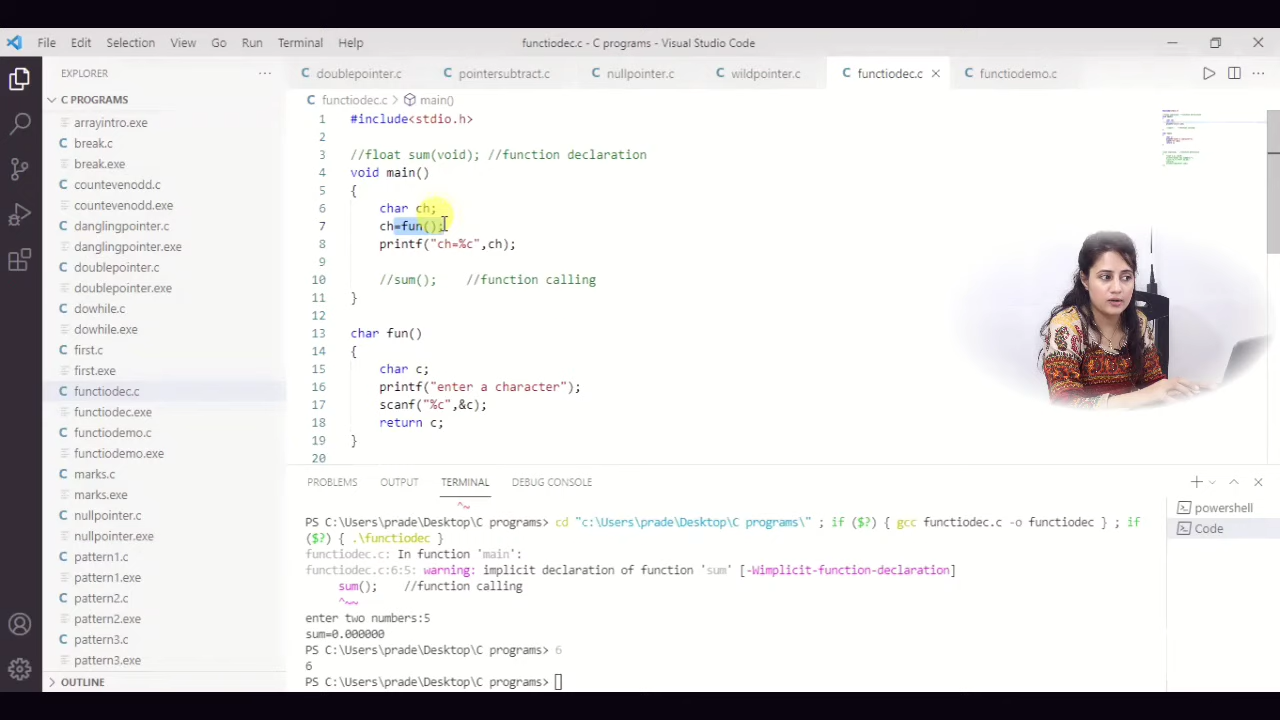 File Edit Selection View Go Run Terminal Help functiodec.c - C programs - Visual Studio Code
EXPLORER ...
doublepointer.c pointersubtract.c nullpointer.c wildpointer.c functiodec.c functiodemo.c
C PROGRAMS
arrayintro.exe
break.c
break.exe
countevenodd.c
countevenodd.exe
danglingpointer.c
danglingpointer.exe
doublepointer.c
doublepointer.exe
dowhile.c
dowhile.exe
first.c
first.exe
functiodec.c
functiodec.exe
functiodemo.c
functiodemo.exe
marks.c
marks.exe
nullpointer.c
nullpointer.exe
pattern1.c
pattern1.exe
pattern2.c
pattern2.exe
pattern3.c
pattern3.exe
OUTLINE
functiodec.c > main()
1 #include<stdio.h>
2
3 //float sum(void); //function declaration
4 void main()
5 {
6 char ch;
7 ch=fun();
8 printf("ch=%c",ch);
9
10 //sum(); //function calling
11 }
12
13 char fun()
14 {
15 char c;
16 printf("enter a character");
17 scanf("%c",&c);
18 return c;
19 }
20
PROBLEMS OUTPUT TERMINAL DEBUG CONSOLE
^~
PS C:\Users\prade\Desktop\C programs> cd "c:\Users\prade\Desktop\C programs\" ; if ($?) { gcc functiodec.c -o functiodec } ; if
($?) { .\functiodec }
functiodec.c: In function 'main':
functiodec.c:6:5: warning: implicit declaration of function 'sum' [-Wimplicit-function-declaration]
sum(); //function calling
^~~
enter two numbers:5
sum=0.000000
PS C:\Users\prade\Desktop\C programs> 6
6
PS C:\Users\prade\Desktop\C programs>
powershell
Code